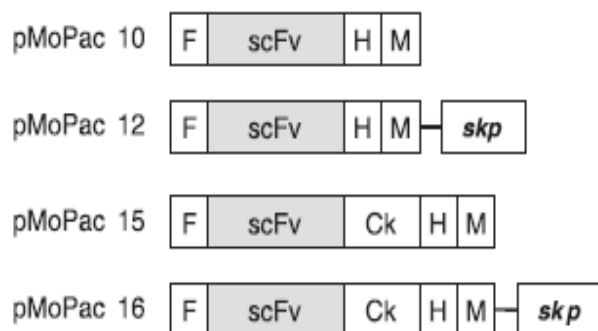 pMoPac 10 F scFv H M
pMoPac 12 F scFv H M skp
pMoPac 15 F scFv Ck H M
pMoPac 16 F scFv Ck H M skp